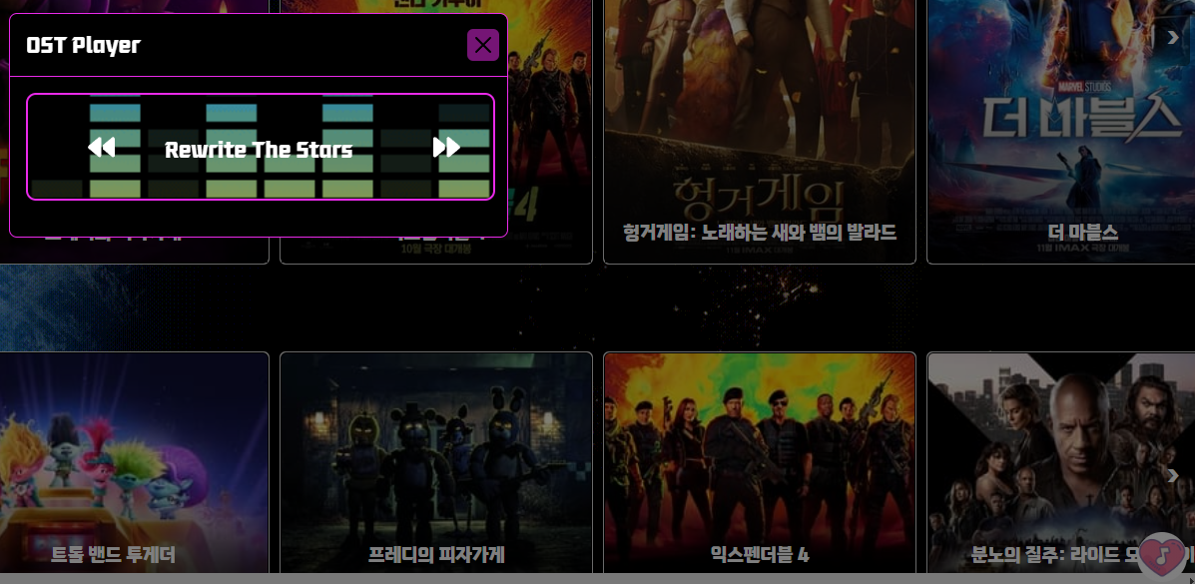 OST Player
Rewrite The Stars
4
10월 극장 대개봉
헝거게임
헝거게임: 노래하는 새와 뱀의 발라드
MARVEL STUDIOS
더 마블스
더 마블스
11월 IMAX 극장 대개봉
트롤 밴드 투게더
프레디의 피자가게
익스펜더블 4
분노의 질주: 라이드